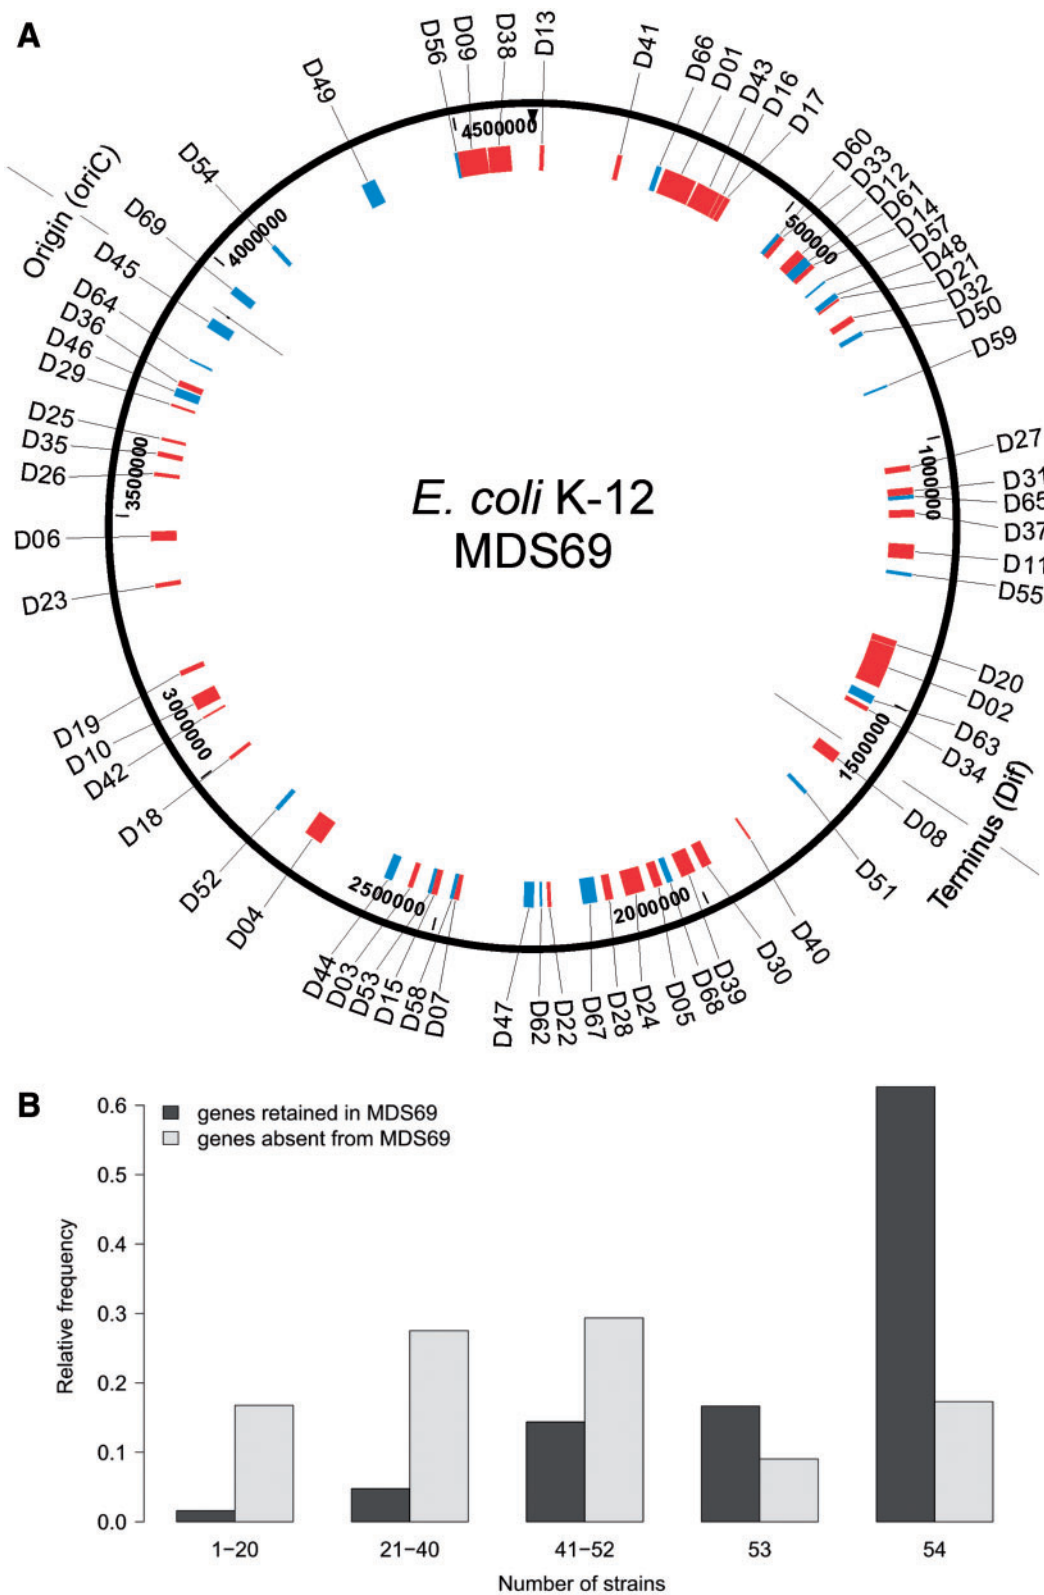 A
D56
D09
D38
D13
D41
D66
D01
D43
D16
D17
D60
D33
D14
D57
D48
D21
D32
D50
D59
D27
D31
D65
D37
D11
D55
D20
D02
D63
D34
Terminus (Dif)
D08
D51
D40
D30
D39
D68
D05
D24
D28
D67
D22
D62
D47
D07
D58
D15
D53
D03
D44
D04
D52
D18
D42
D10
D19
D23
D06
D26
D35
D25
D29
D46
D36
D64
D45
Origin (oriC)
D69
D54
D49
4500000
500000
1000000
1500000
2000000
2500000
3000000
3500000
4000000
E. coli K-12
MDS69
B
genes retained in MDS69
genes absent from MDS69
Relative frequency
0.6
0.5
0.4
0.3
0.2
0.1
0.0
1−20
21−40
41−52
53
54
Number of strains